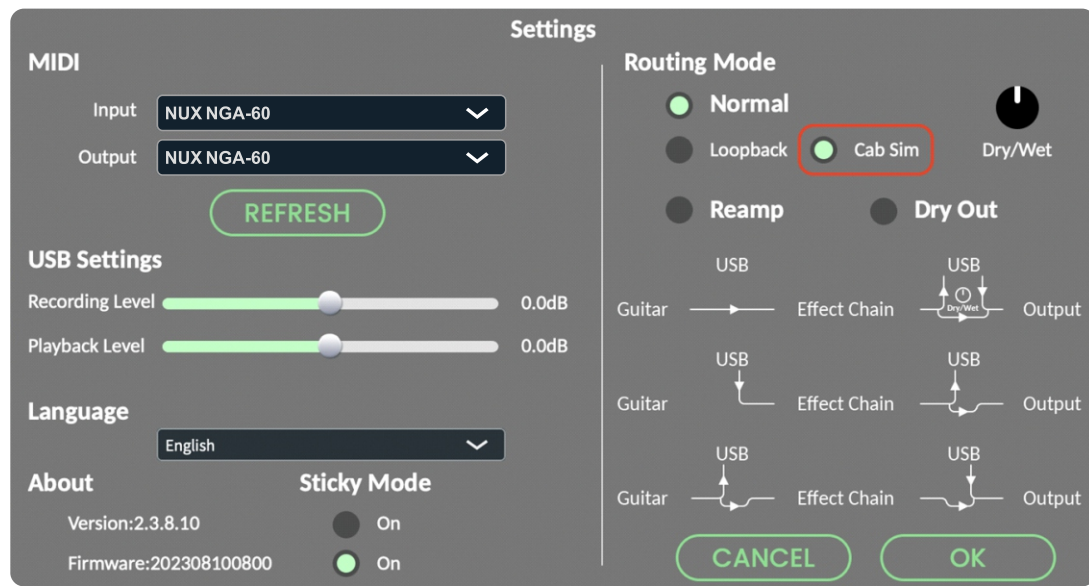 Settings
MIDI
Input NUX NGA-60
Output NUX NGA-60
REFRESH
USB Settings
Recording Level 0.0dB
Playback Level 0.0dB
Language
English
About
Version:2.3.8.10
Firmware:202308100800
Sticky Mode
On
On
Routing Mode
Normal
Loopback Cab Sim Dry/Wet
Reamp Dry Out
USB USB
Dry/Wet
Guitar Effect Chain Output
USB USB
Guitar Effect Chain Output
USB USB
Guitar Effect Chain Output
CANCEL OK